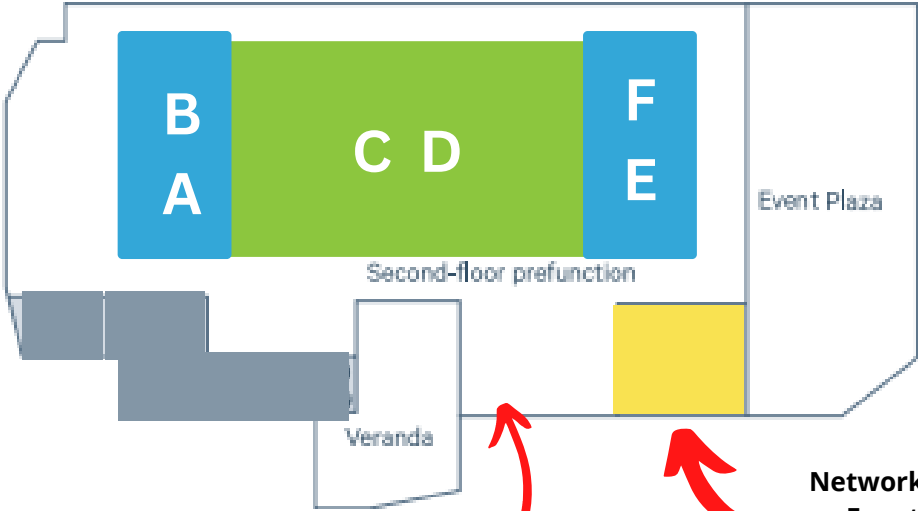 B
A
C D
F
E
Event Plaza
Second-floor prefunction
Veranda
Network